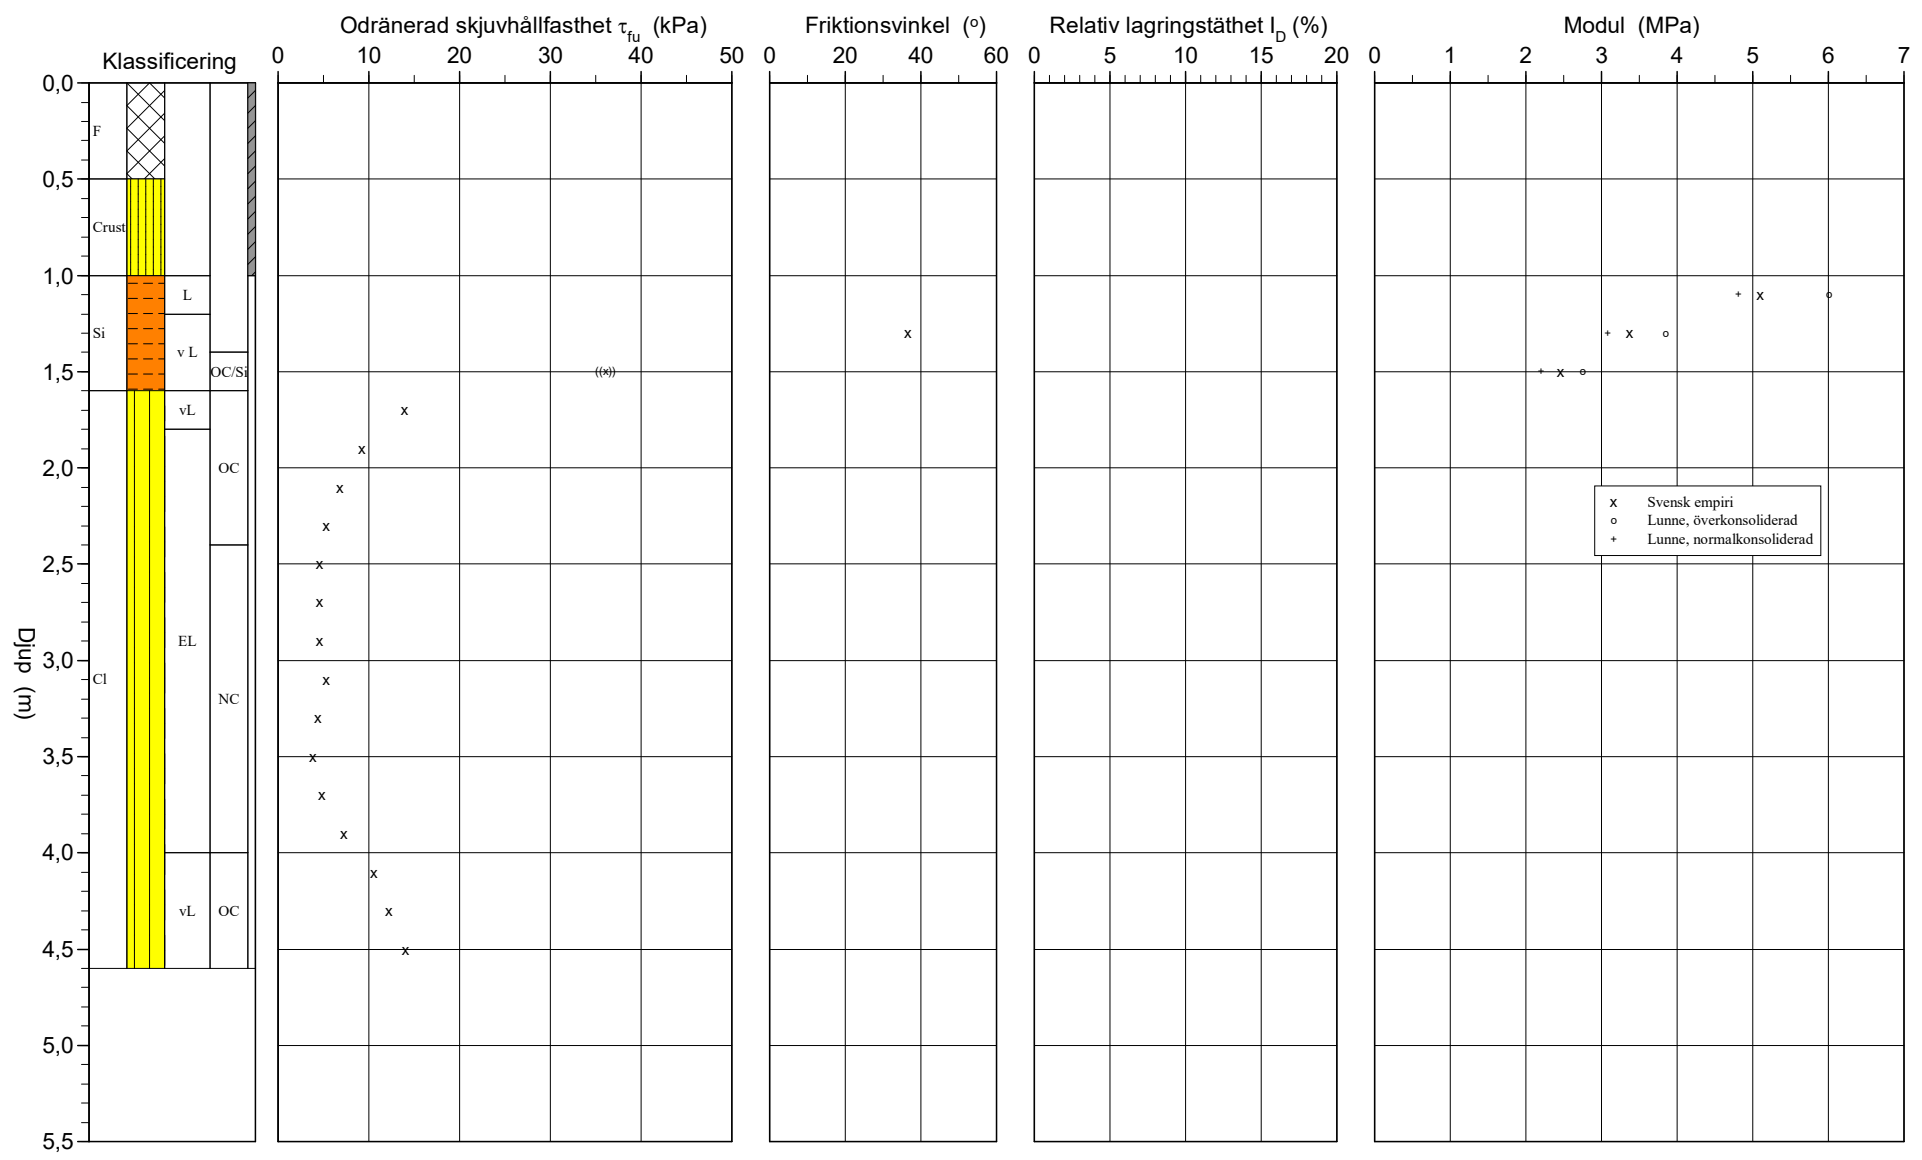 Klassificering
Odränerad skjuvhållfasthet τfu (kPa)
Friktionsvinkel (o)
Relativ lagringstäthet ID (%)
Modul (MPa)
0 10 20 30 40 50
0 20 40 60
0 5 10 15 20
0 1 2 3 4 5 6 7
Djup (m)
0,0
0,5
1,0
1,5
2,0
2,5
3,0
3,5
4,0
4,5
5,0
5,5
F
Crust
Si
Cl
L
v L
vL
EL
vL
OC/Si
OC
NC
OC
((x))
x Svensk empiri
o Lunne, överkonsoliderad
+ Lunne, normalkonsoliderad